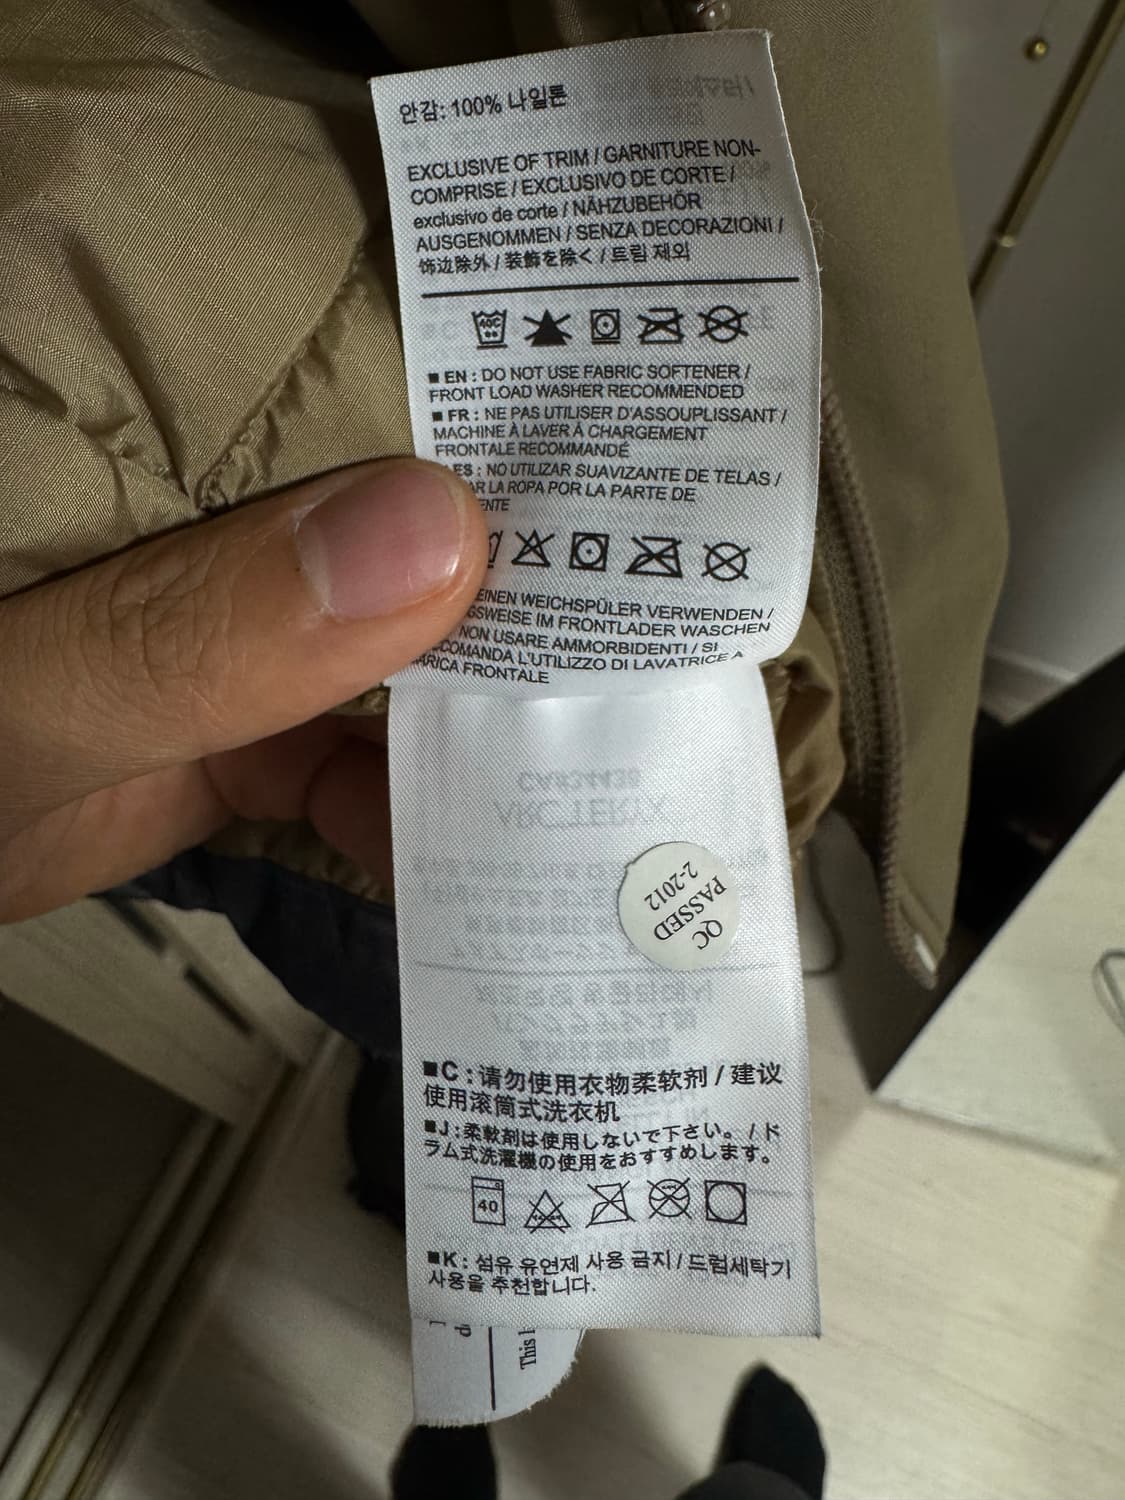 안감: 100% 나일론
EXCLUSIVE OF TRIM / GARNITURE NON-
COMPRISE / EXCLUSIVO DE CORTE /
exclusivo de corte / NÄHZUBEHÖR
AUSGENOMMEN / SENZA DECORAZIONI /
饰边除外 / 装飾を除く / 트림 제외
40C
■ EN : DO NOT USE FABRIC SOFTENER /
FRONT LOAD WASHER RECOMMENDED
■ FR : NE PAS UTILISER D'ASSOUPLISSANT /
MACHINE À LAVER À CHARGEMENT
FRONTALE RECOMMANDÉ
ES : NO UTILIZAR SUAVIZANTE DE TELAS /
LA ROPA POR LA PARTE DE
WEICHSPÜLER VERWENDEN /
IM FRONTLADER WASCHEN
NON USARE AMMORBIDENTI / SI
L'UTILIZZO DI LAVATRICE A
FRONTALE
CA#34438
ARC'TERYX
QC
PASSED
2-2012
■C : 请勿使用衣物柔软剂 / 建议
使用滚筒式洗衣机
■J : 柔軟剤は使用しないで下さい。 / ド
ラム式洗濯機の使用をおすすめします。
40
■K : 섬유 유연제 사용 금지 / 드럼세탁기
사용을 추천합니다.
This